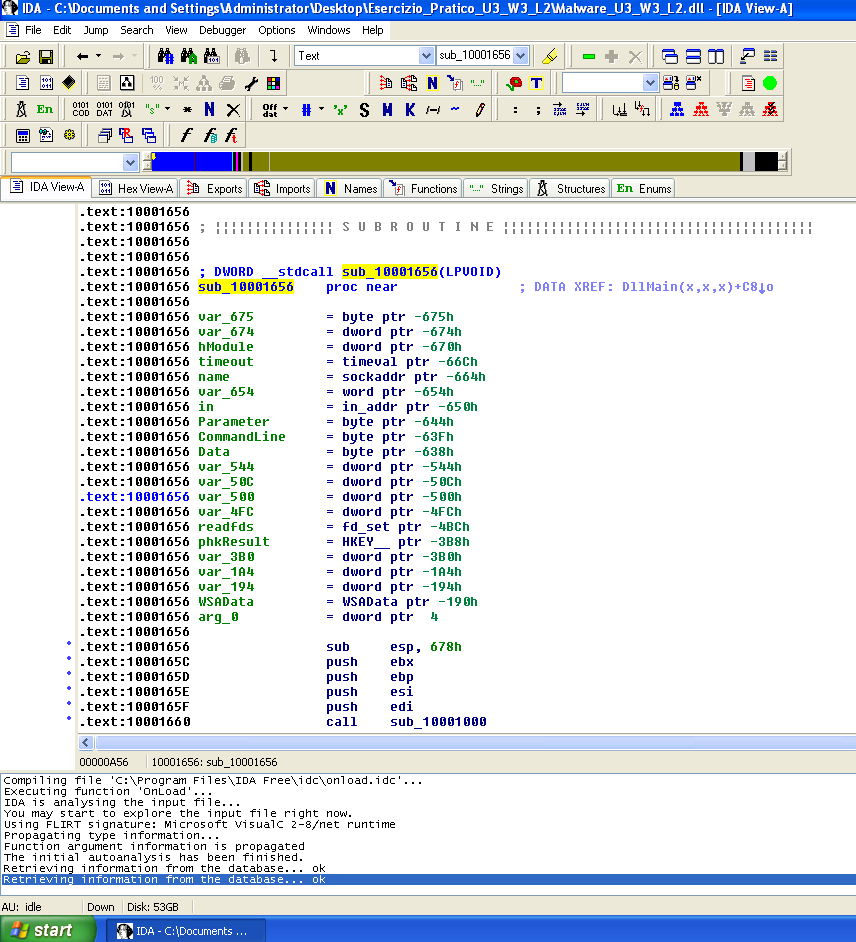 IDA - C:\Documents and Settings\Administrator\Desktop\Esercizio_Pratico_U3_W3_L2\Malware_U3_W3_L2.dll - [IDA View-A]
File Edit Jump Search View Debugger Options Windows Help
Text sub_10001656
En
IDA View-A Hex View-A Exports Imports N Names Functions Strings Structures En Enums
.text:10001656
.text:10001656 ; ¦¦¦¦¦¦¦¦¦¦¦¦¦¦¦ S U B R O U T I N E ¦¦¦¦¦¦¦¦¦¦¦¦¦¦¦¦¦¦¦¦¦¦¦¦¦¦¦¦¦¦¦¦¦¦¦¦¦¦¦
.text:10001656
.text:10001656
.text:10001656 ; DWORD __stdcall sub_10001656(LPVOID)
.text:10001656 sub_10001656 proc near ; DATA XREF: DllMain(x,x,x)+C8↓o
.text:10001656
.text:10001656 var_675 = byte ptr -675h
.text:10001656 var_674 = dword ptr -674h
.text:10001656 hModule = dword ptr -670h
.text:10001656 timeout = timeval ptr -66Ch
.text:10001656 name = sockaddr ptr -664h
.text:10001656 var_654 = word ptr -654h
.text:10001656 in = in_addr ptr -650h
.text:10001656 Parameter = byte ptr -644h
.text:10001656 CommandLine = byte ptr -63Fh
.text:10001656 Data = byte ptr -638h
.text:10001656 var_544 = dword ptr -544h
.text:10001656 var_50C = dword ptr -50Ch
.text:10001656 var_500 = dword ptr -500h
.text:10001656 var_4FC = dword ptr -4FCh
.text:10001656 readfds = fd_set ptr -4BCh
.text:10001656 phkResult = HKEY__ ptr -3B8h
.text:10001656 var_3B0 = dword ptr -3B0h
.text:10001656 var_1A4 = dword ptr -1A4h
.text:10001656 var_194 = dword ptr -194h
.text:10001656 WSAData = WSAData ptr -190h
.text:10001656 arg_0 = dword ptr 4
.text:10001656
.text:10001656 sub esp, 678h
.text:1000165C push ebx
.text:1000165D push ebp
.text:1000165E push esi
.text:1000165F push edi
.text:10001660 call sub_10001000
00000A56 10001656: sub_10001656
Compiling file 'C:\Program Files\IDA Free\idc\onload.idc'...
Executing function 'OnLoad'...
IDA is analysing the input file...
You may start to explore the input file right now.
Using FLIRT signature: Microsoft VisualC 2-8/net runtime
Propagating type information...
Function argument information is propagated
The initial autoanalysis has been finished.
Retrieving information from the database... ok
Retrieving information from the database... ok
AU: idle Down Disk: 53GB
start IDA - C:\Documents ...